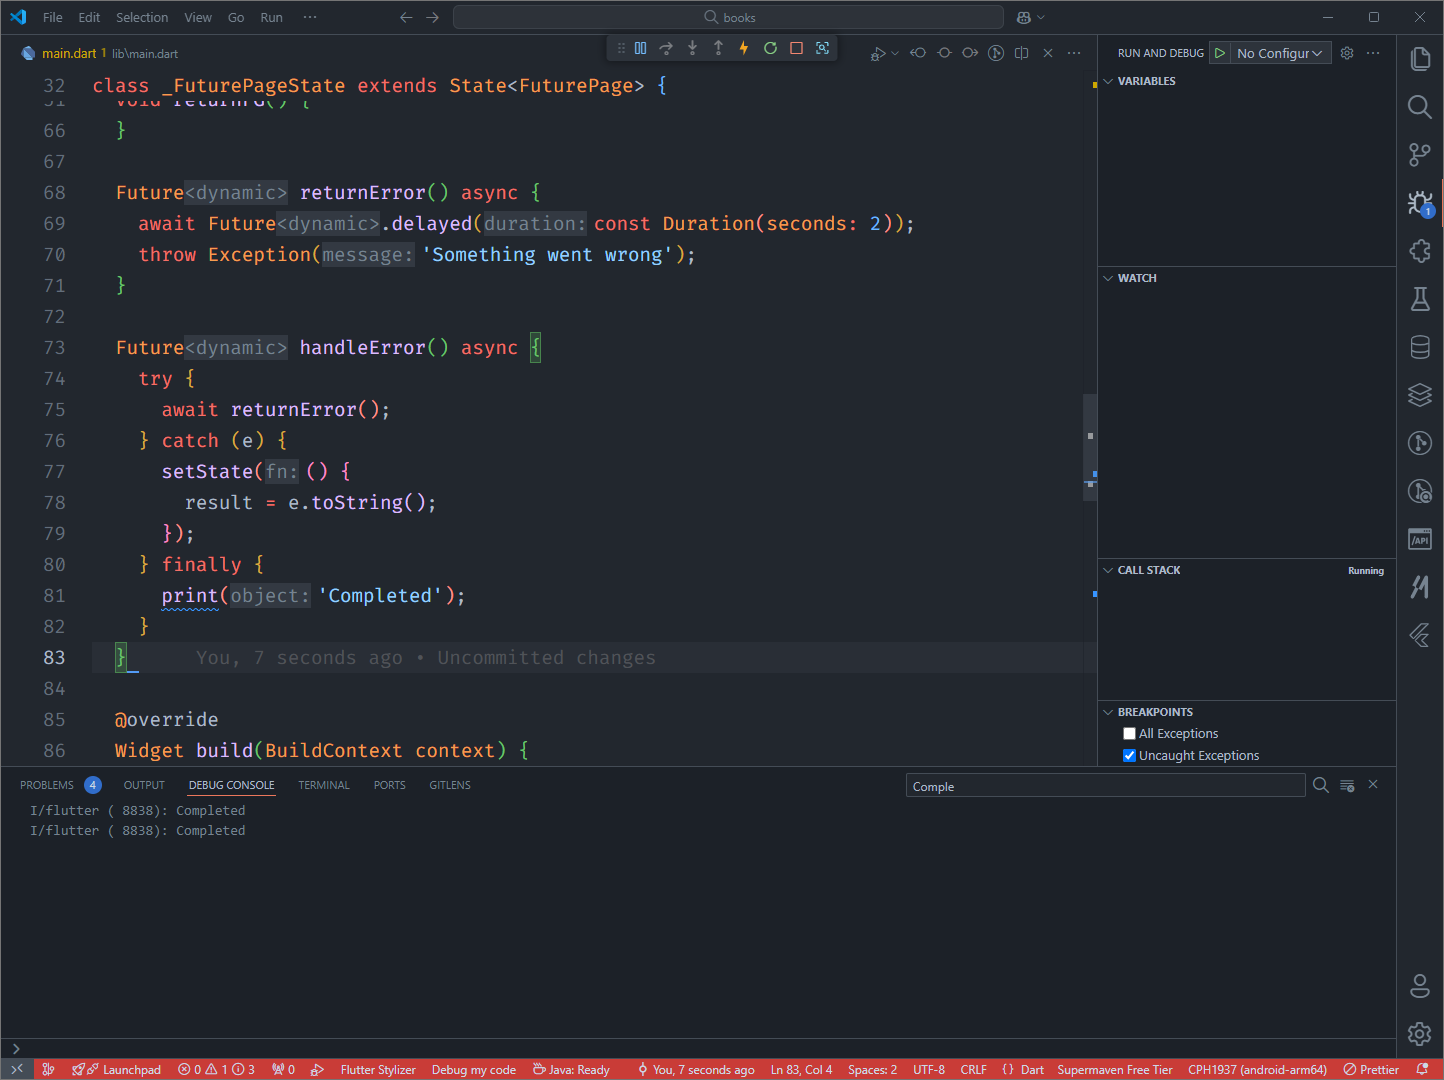 File Edit Selection View Go Run ··· books
main.dart 1 lib\main.dart
RUN AND DEBUG No Configur
32 class _FuturePageState extends State<FuturePage> {
66 }
67
68 Future<dynamic> returnError() async {
69 await Future<dynamic>.delayed(duration: const Duration(seconds: 2));
70 throw Exception(message: 'Something went wrong');
71 }
72
73 Future<dynamic> handleError() async {
74 try {
75 await returnError();
76 } catch (e) {
77 setState(fn: () {
78 result = e.toString();
79 });
80 } finally {
81 print(object: 'Completed');
82 }
83 } You, 7 seconds ago • Uncommitted changes
84
85 @override
86 Widget build(BuildContext context) {
VARIABLES
WATCH
CALL STACK Running
BREAKPOINTS
All Exceptions
Uncaught Exceptions
1
/API
PROBLEMS 4 OUTPUT DEBUG CONSOLE TERMINAL PORTS GITLENS Comple
I/flutter ( 8838): Completed
I/flutter ( 8838): Completed
Launchpad 0 1 3 0 Flutter Stylizer Debug my code Java: Ready You, 7 seconds ago Ln 83, Col 4 Spaces: 2 UTF-8 CRLF { } Dart Supermaven Free Tier CPH1937 (android-arm64) Prettier